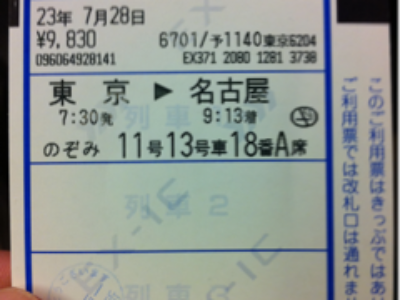 23年 7月28日
¥9,830 6701/予1140東京6204
096064928141 EX371 2080 1281 3738
東 京 ▶ 名古屋
7:30発 9:13着
のぞみ 11号13号車18番A席
列車2
EX-IC
このご利用票はきっぷではあ
ご利用票では改札口は通れま